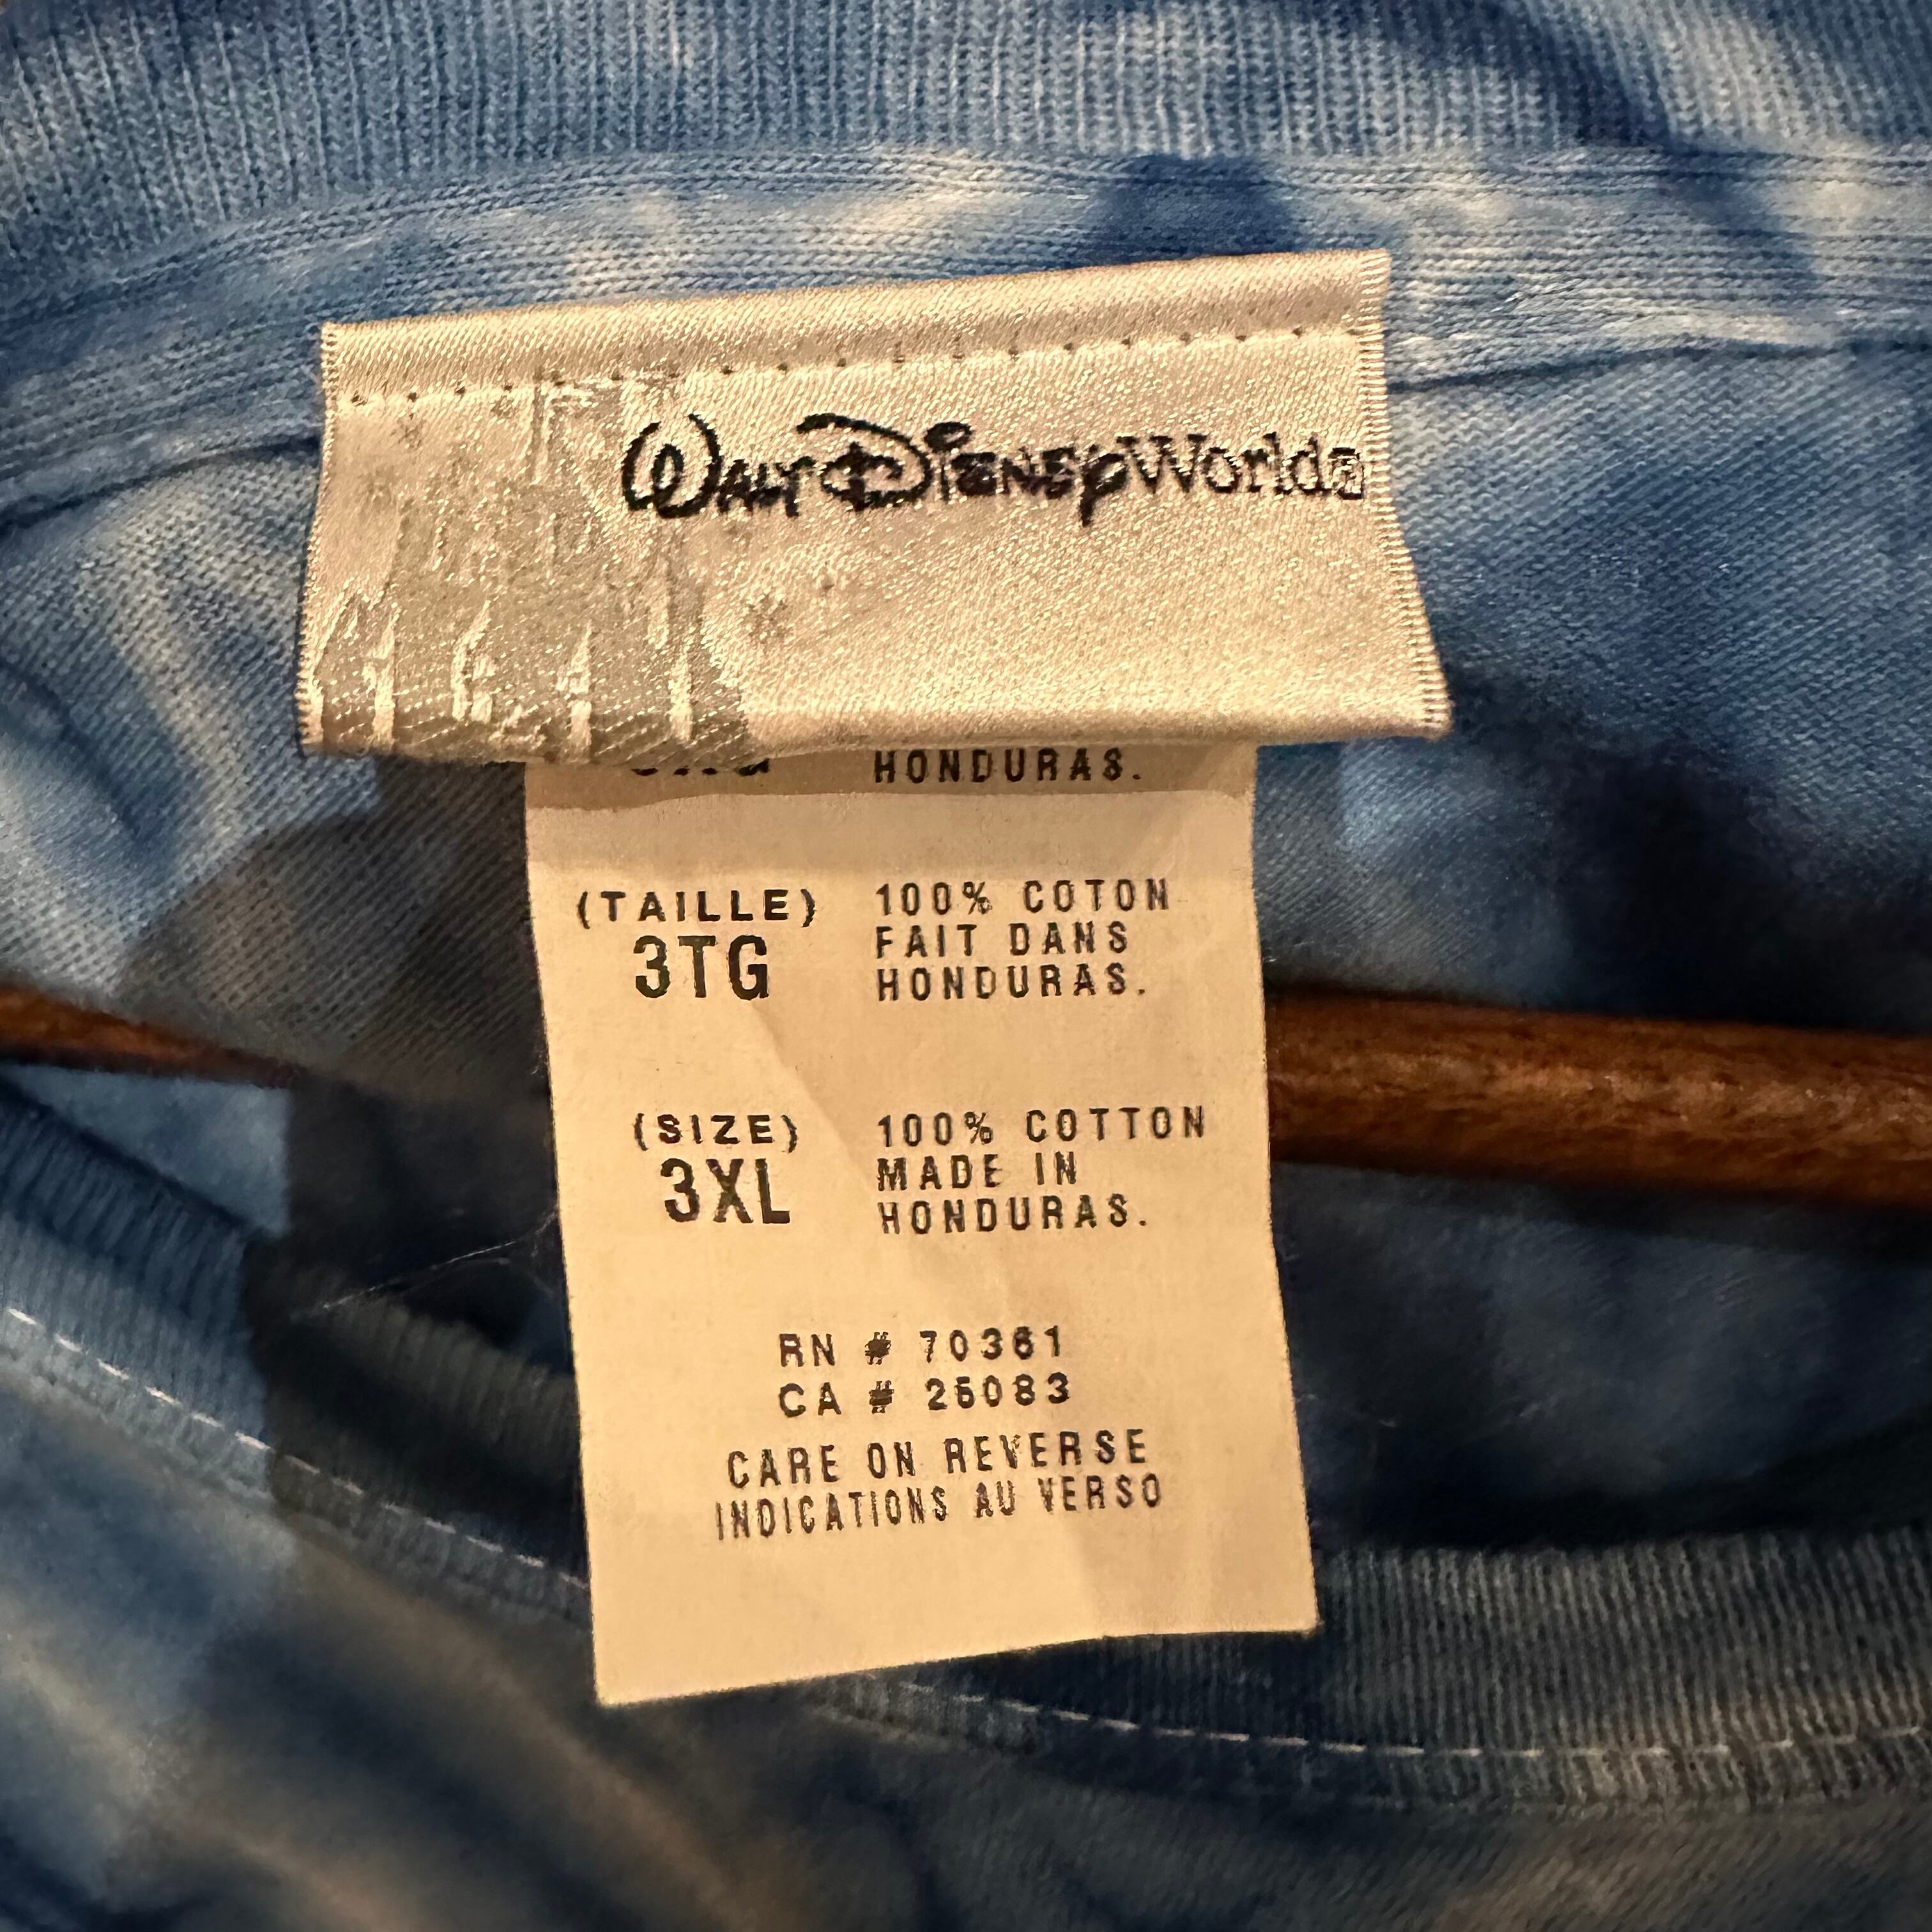 Walt Disney World®
HONDURAS.
(TAILLE) 100% COTON
3TG FAIT DANS
HONDURAS.
(SIZE) 100% COTTON
3XL MADE IN
HONDURAS.
RN # 70361
CA # 26083
CARE ON REVERSE
INDICATIONS AU VERSO